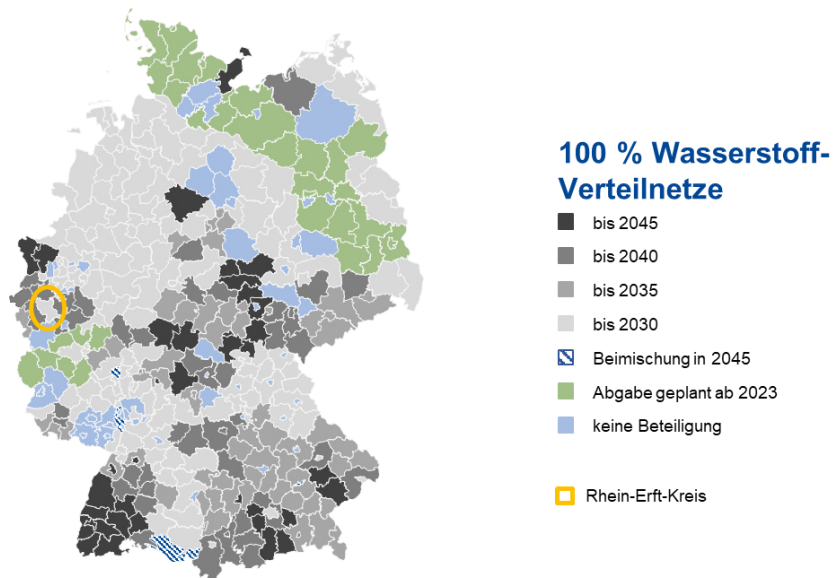 100 % Wasserstoff-
Verteilnetze
bis 2045
bis 2040
bis 2035
bis 2030
Beimischung in 2045
Abgabe geplant ab 2023
keine Beteiligung
Rhein-Erft-Kreis